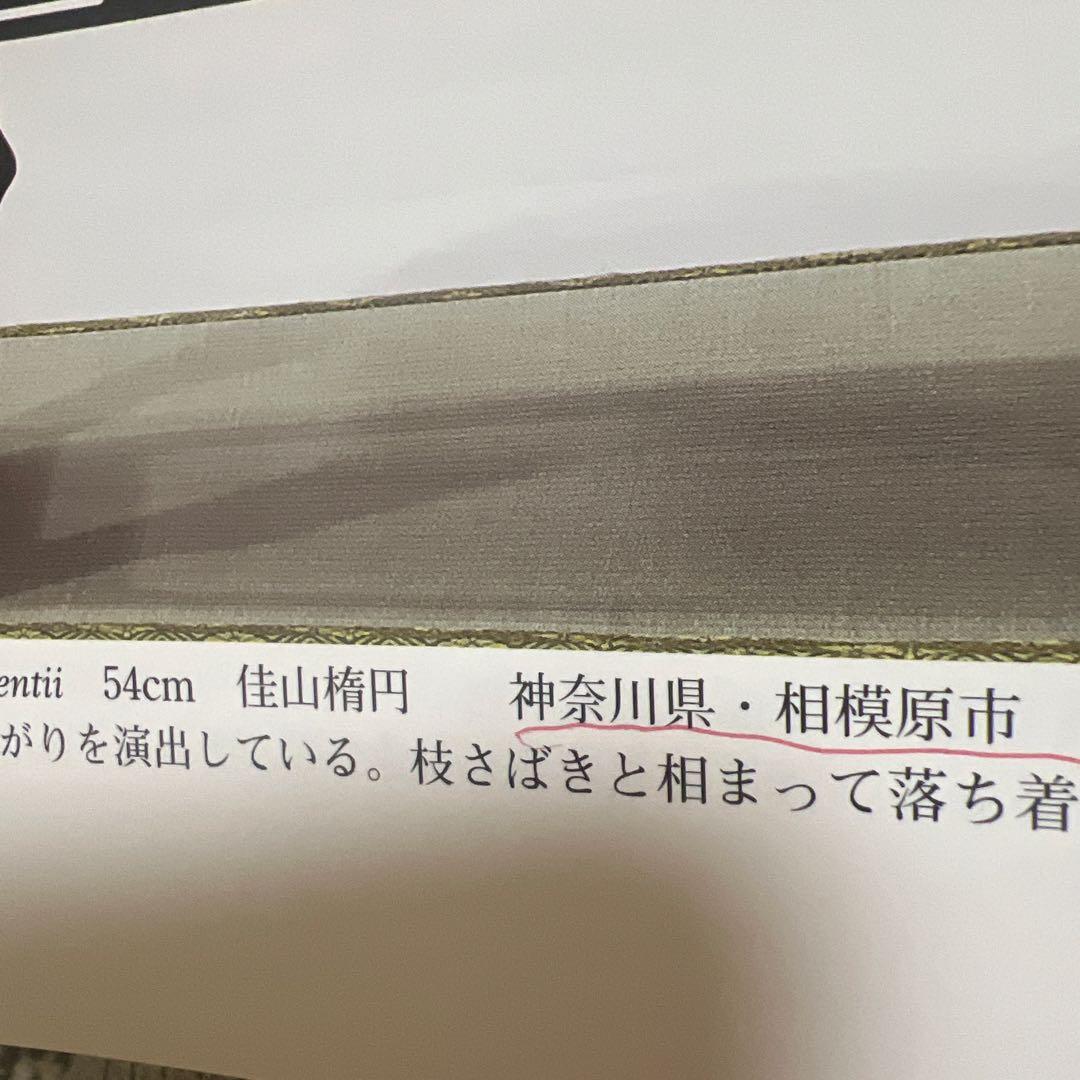 entii 54cm 佳山楕円 神奈川県・相模原市
がりを演出している。枝さばきと相まって落ち着